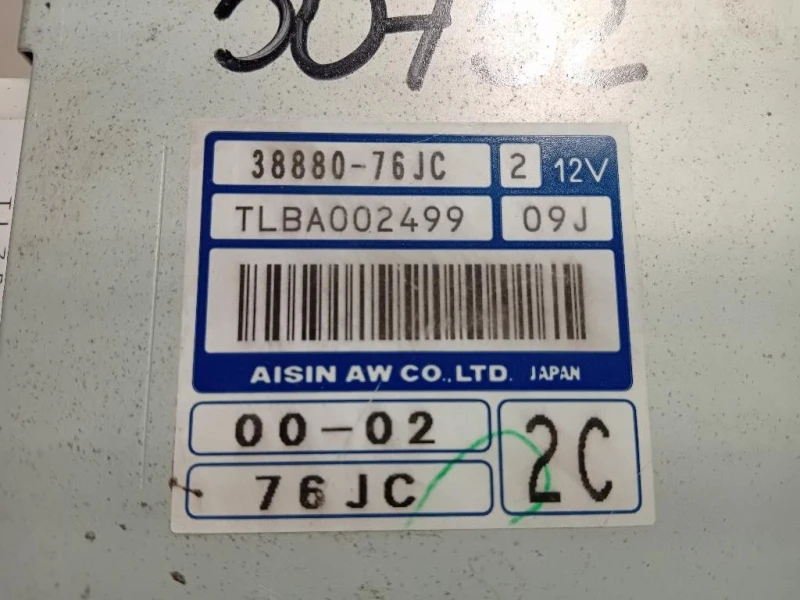 38880-76JC 2 12V
TLBA002499 09J
AISIN AW CO.,LTD. JAPAN
00-02
76JC 2C